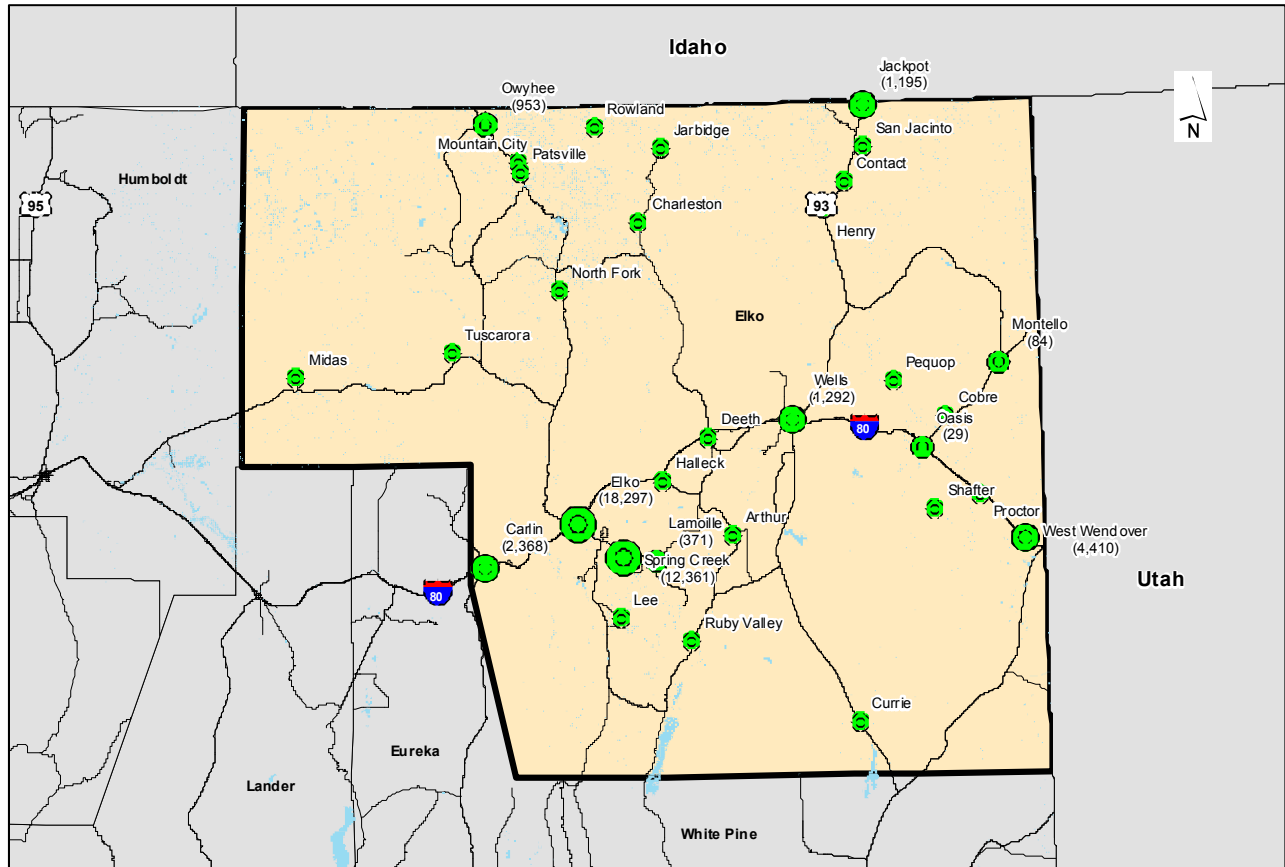 Idaho
Jackpot
(1,195)
Owyhee
(953)
Rowland
San Jacinto
Jarbidge
Mountain City
Patsville
Contact
Humboldt
95
93
Charleston
Henry
North Fork
N
Elko
Montello
(84)
Tuscarora
Midas
Pequop
Wells
(1,292)
Cobre
Oasis
(29)
80
Deeth
Halleck
Elko
(18,297)
Shafter
Proctor
Lamoille
(371)
Arthur
Carlin
(2,368)
West Wendover
(4,410)
Spring Creek
(12,361)
Utah
80
Lee
Ruby Valley
Currie
Eureka
Lander
White Pine